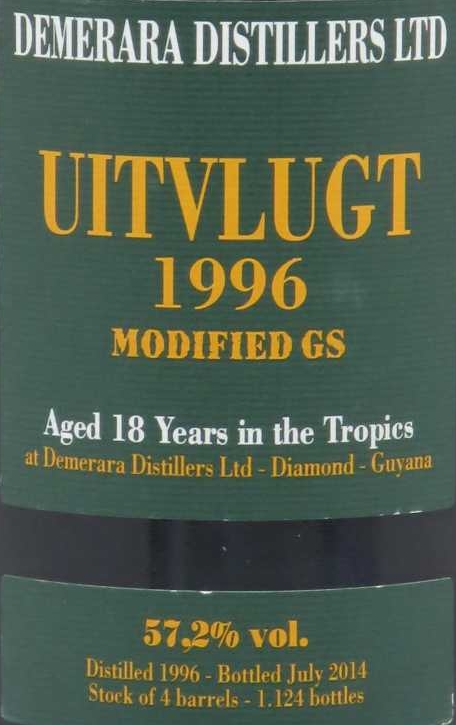 DEMERARA DISTILLERS LTD
UITVLUGT
1996
MODIFIED GS
Aged 18 Years in the Tropics
at Demerara Distillers Ltd - Diamond - Guyana
57,2% vol.
Distilled 1996 - Bottled July 2014
Stock of 4 barrels - 1.124 bottles